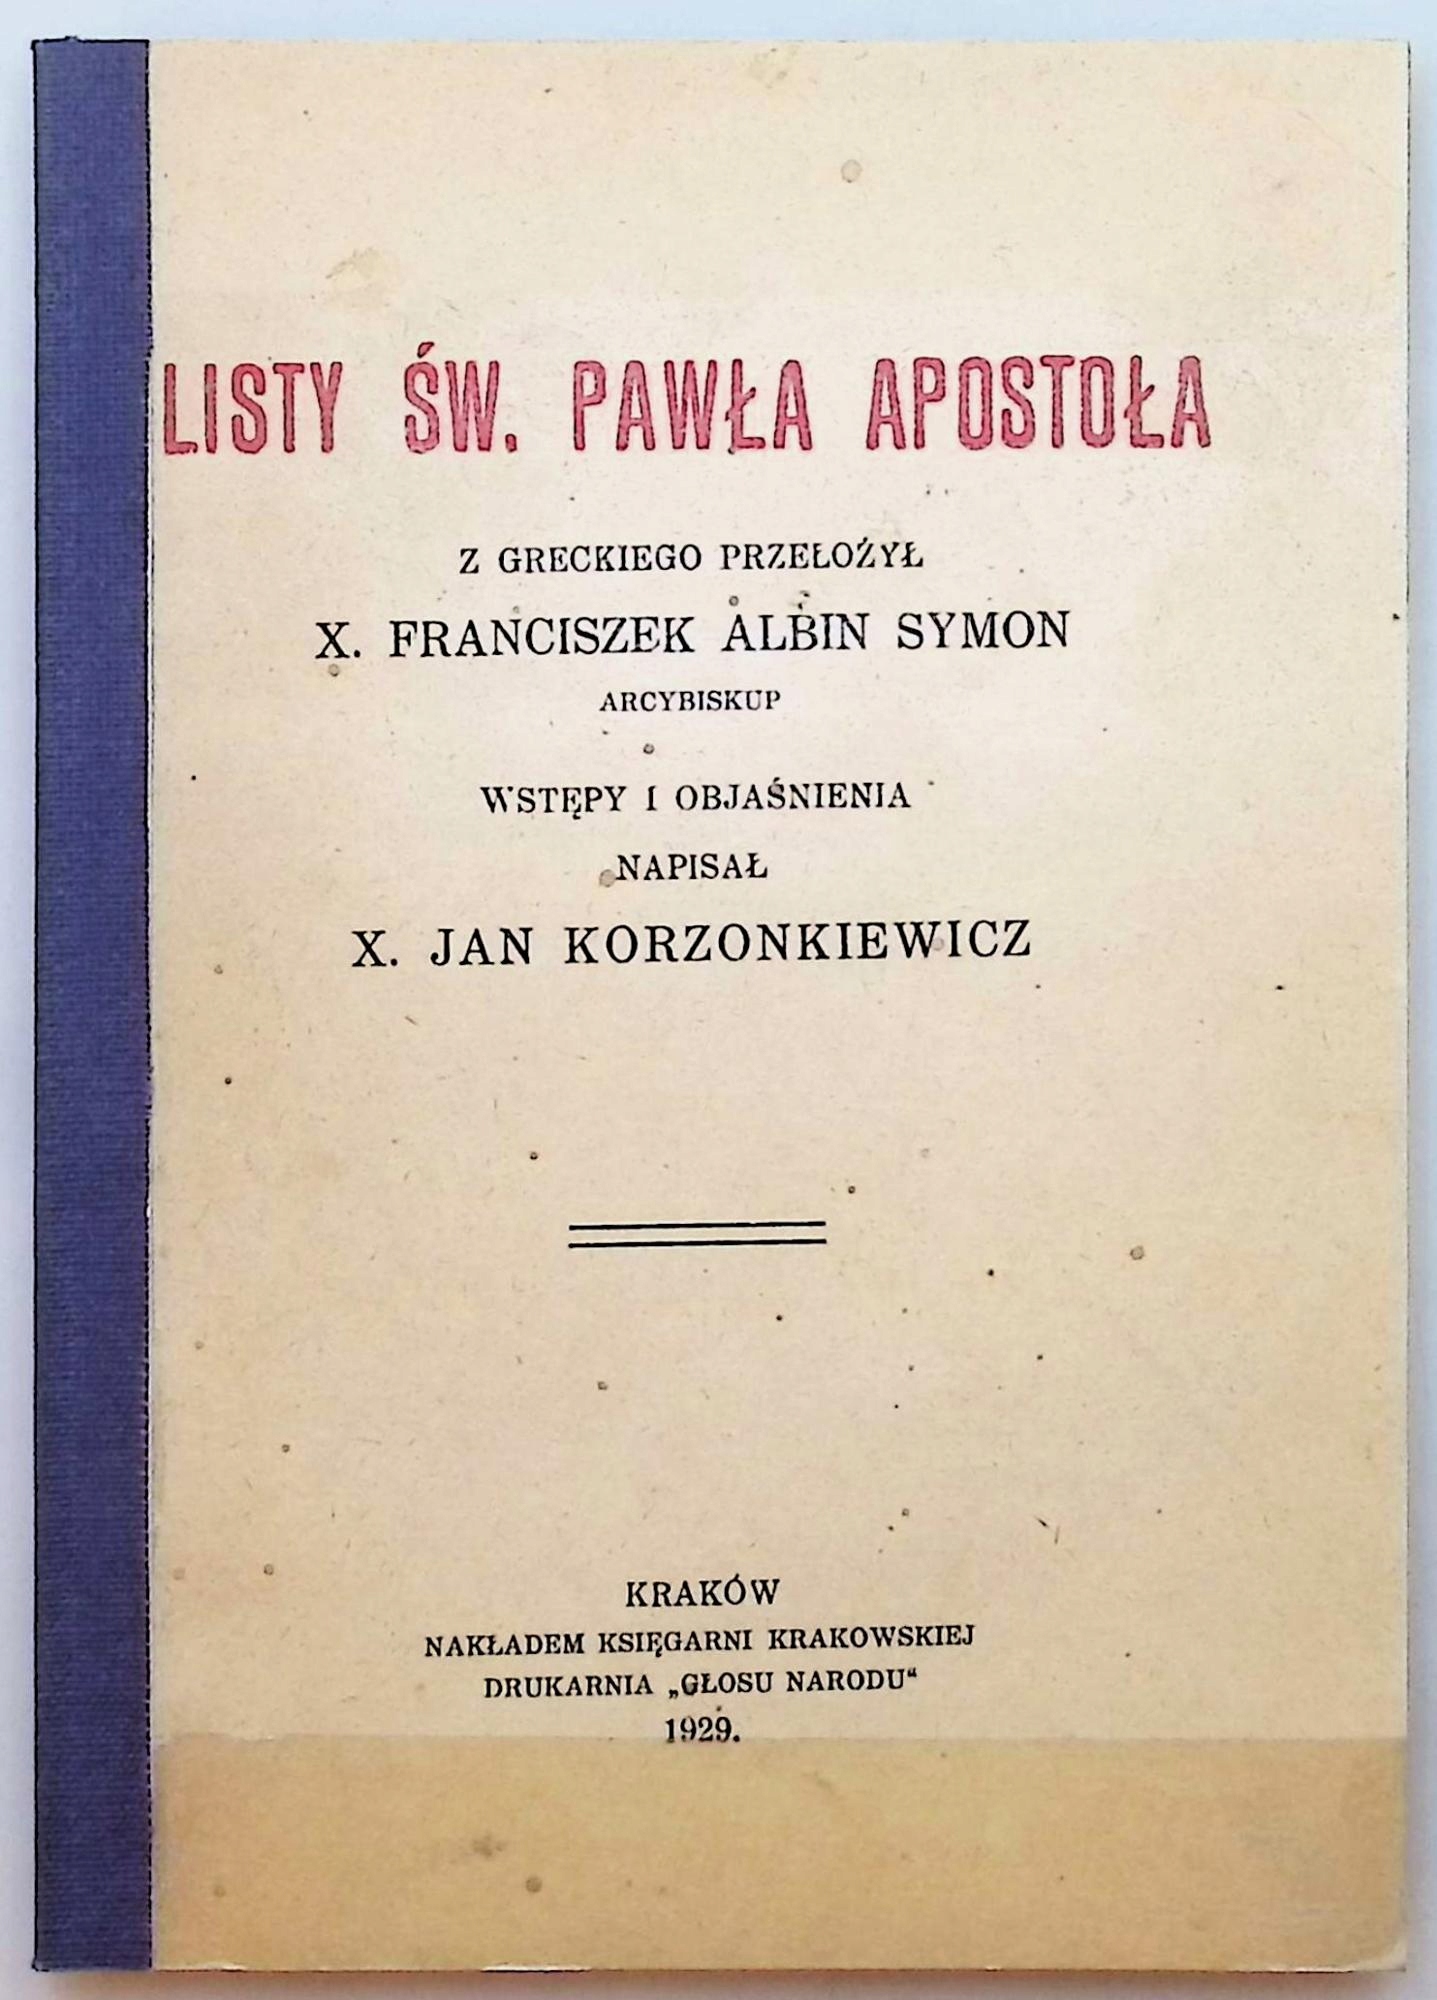 LISTY ŚW. PAWŁA APOSTOŁA
Z GRECKIEGO PRZEŁOŻYŁ
X. FRANCISZEK ALBIN SYMON
ARCYBISKUP
WSTĘPY I OBJAŚNIENIA
NAPISAŁ
X. JAN KORZONKIEWICZ
KRAKÓW
NAKŁADEM KSIĘGARNI KRAKOWSKIEJ
DRUKARNIA „GŁOSU NARODU“
1929.